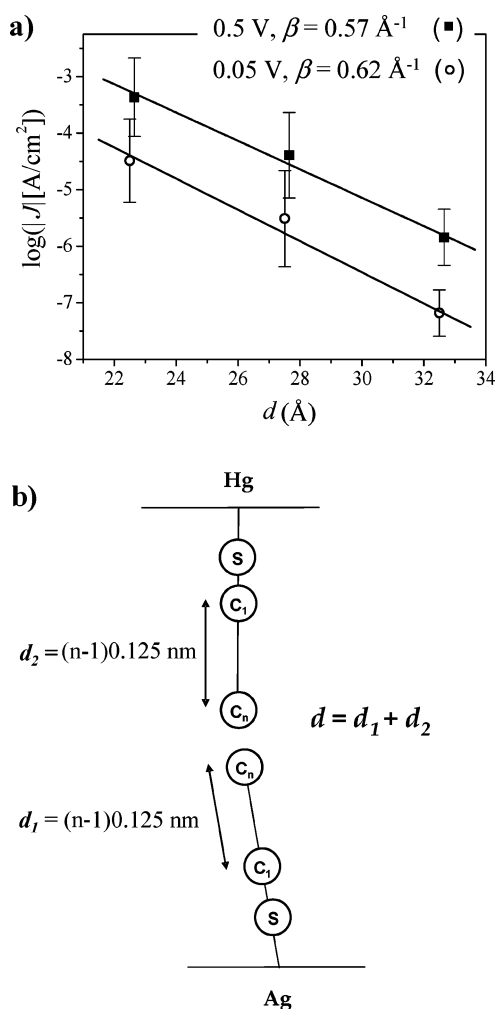 a)
0.5 V, β = 0.57 Å⁻¹ (■)
0.05 V, β = 0.62 Å⁻¹ (○)
log(|J|[A/cm²])
-3
-4
-5
-6
-7
-8
22 24 26 28 30 32 34
d (Å)
b)
Hg
S
C₁
d₂ = (n-1)0.125 nm
Cₙ
d = d₁ + d₂
Cₙ
d₁ = (n-1)0.125 nm
C₁
S
Ag